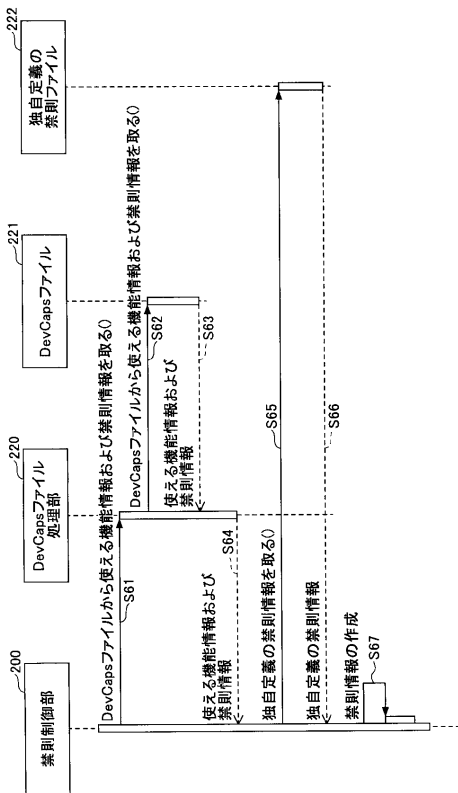 200
禁則制御部
220
DevCapsファイル
処理部
221
DevCapsファイル
222
独自定義の
禁則ファイル
DevCapsファイルから使える機能情報および禁則情報を取る()
S61
DevCapsファイルから使える機能情報および禁則情報を取る()
S62
使える機能情報および
禁則情報
S63
使える機能情報および
禁則情報
S64
独自定義の禁則情報を取る()
S65
独自定義の禁則情報
S66
禁則情報の作成
S67